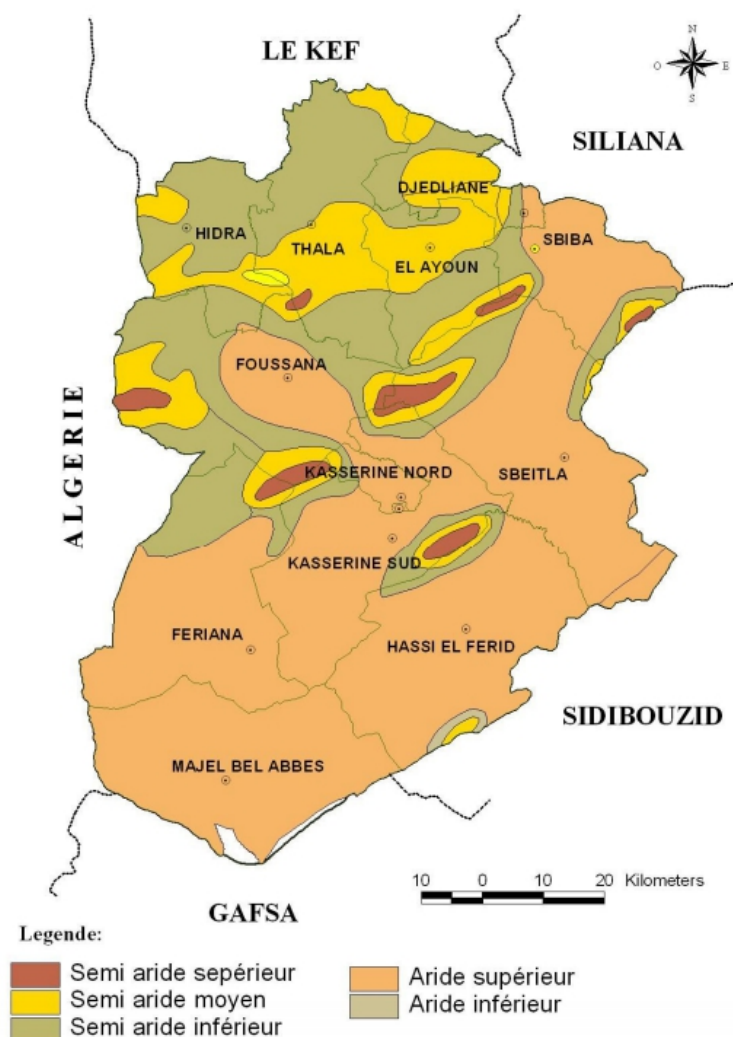 LE KEF
N
O E
S
SILIANA
DJEDLIANE
HIDRA
THALA
SBIBA
EL AYOUN
FOUSSANA
ALGERIE
KASSERINE NORD
SBEITLA
KASSERINE SUD
FERIANA
HASSI EL FERID
SIDIBOUZID
MAJEL BEL ABBES
10 0 10 20 Kilometers
GAFSA
Legende:
Semi aride sepérieur
Semi aride moyen
Semi aride inférieur
Aride supérieur
Aride inférieur